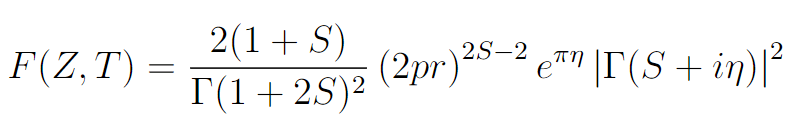 F(Z, T) = \frac{2(1 + S)}{\Gamma(1 + 2S)^2} (2pr)^{2S-2} e^{\pi\eta} |\Gamma(S + i\eta)|^2